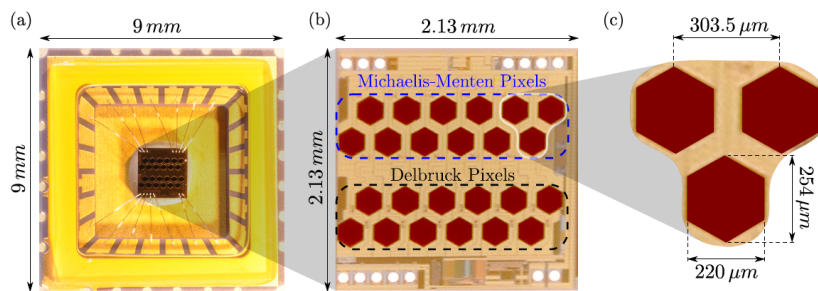 (a)
9 mm
9 mm
(b)
2.13 mm
2.13 mm
Michaelis-Menten Pixels
Delbruck Pixels
(c)
303.5 µm
254 µm
220 µm